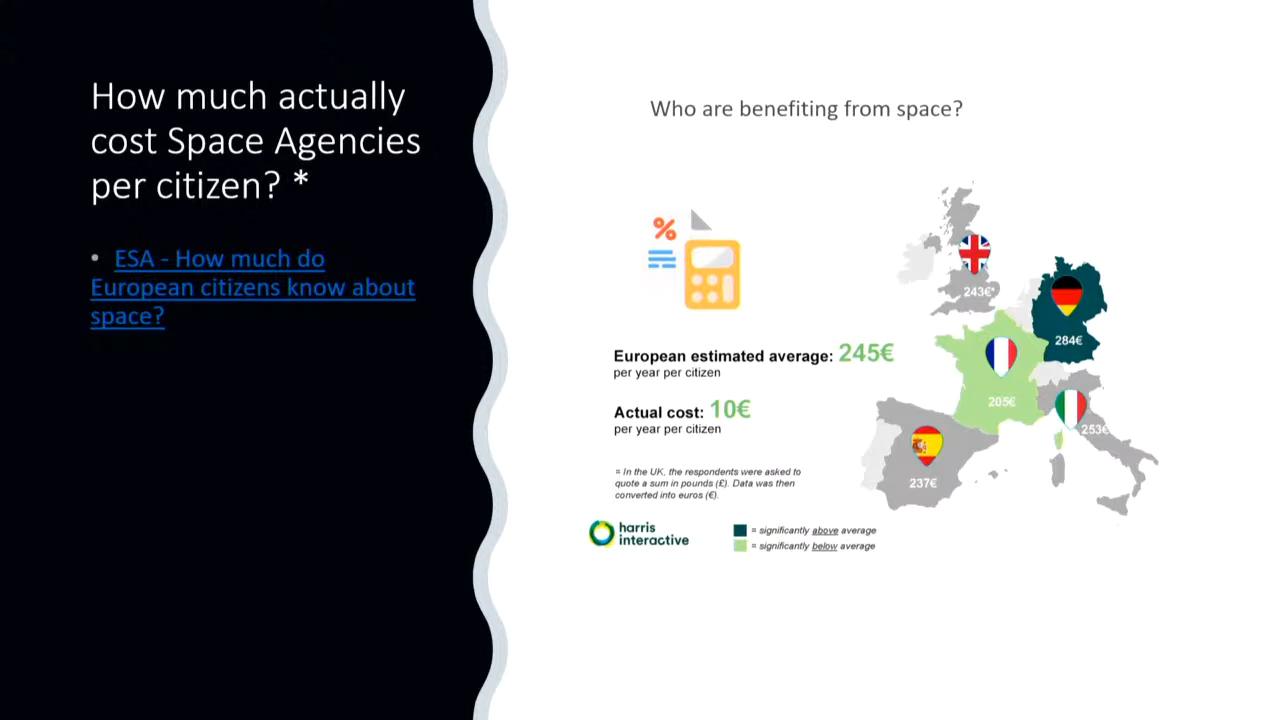 How much actually
cost Space Agencies
per citizen? *
• ESA - How much do
European citizens know about
space?
Who are benefiting from space?
%
243€*
284€
205€
253€
237€
European estimated average: 245€
per year per citizen
Actual cost: 10€
per year per citizen
= In the UK, the respondents were asked to
quote a sum in pounds (£). Data was then
converted into euros (€).
harris
interactive
= significantly above average
= significantly below average